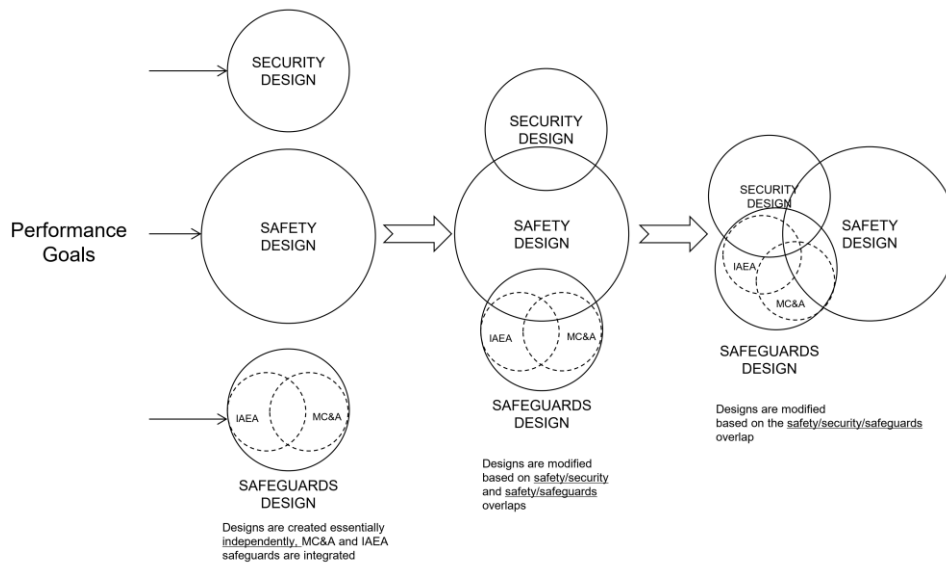 Performance
Goals
SECURITY
DESIGN
SAFETY
DESIGN
IAEA
MC&A
SAFEGUARDS
DESIGN
Designs are created essentially
independently, MC&A and IAEA
safeguards are integrated
SECURITY
DESIGN
SAFETY
DESIGN
IAEA
MC&A
SAFEGUARDS
DESIGN
Designs are modified
based on safety/security
and safety/safeguards
overlaps
SECURITY
DESIGN
SAFETY
DESIGN
IAEA
MC&A
SAFEGUARDS
DESIGN
Designs are modified
based on the safety/security/safeguards
overlap